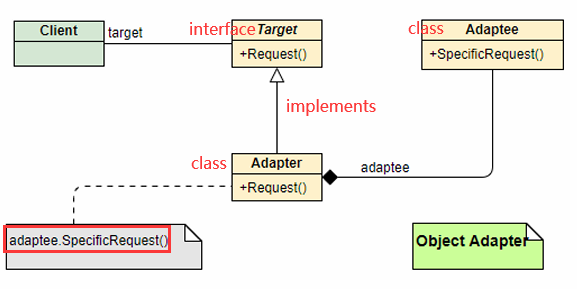 Client
target
interface
Target
+Request()
class
Adaptee
+SpecificRequest()
implements
class
Adapter
+Request()
adaptee
adaptee.SpecificRequest()
Object Adapter